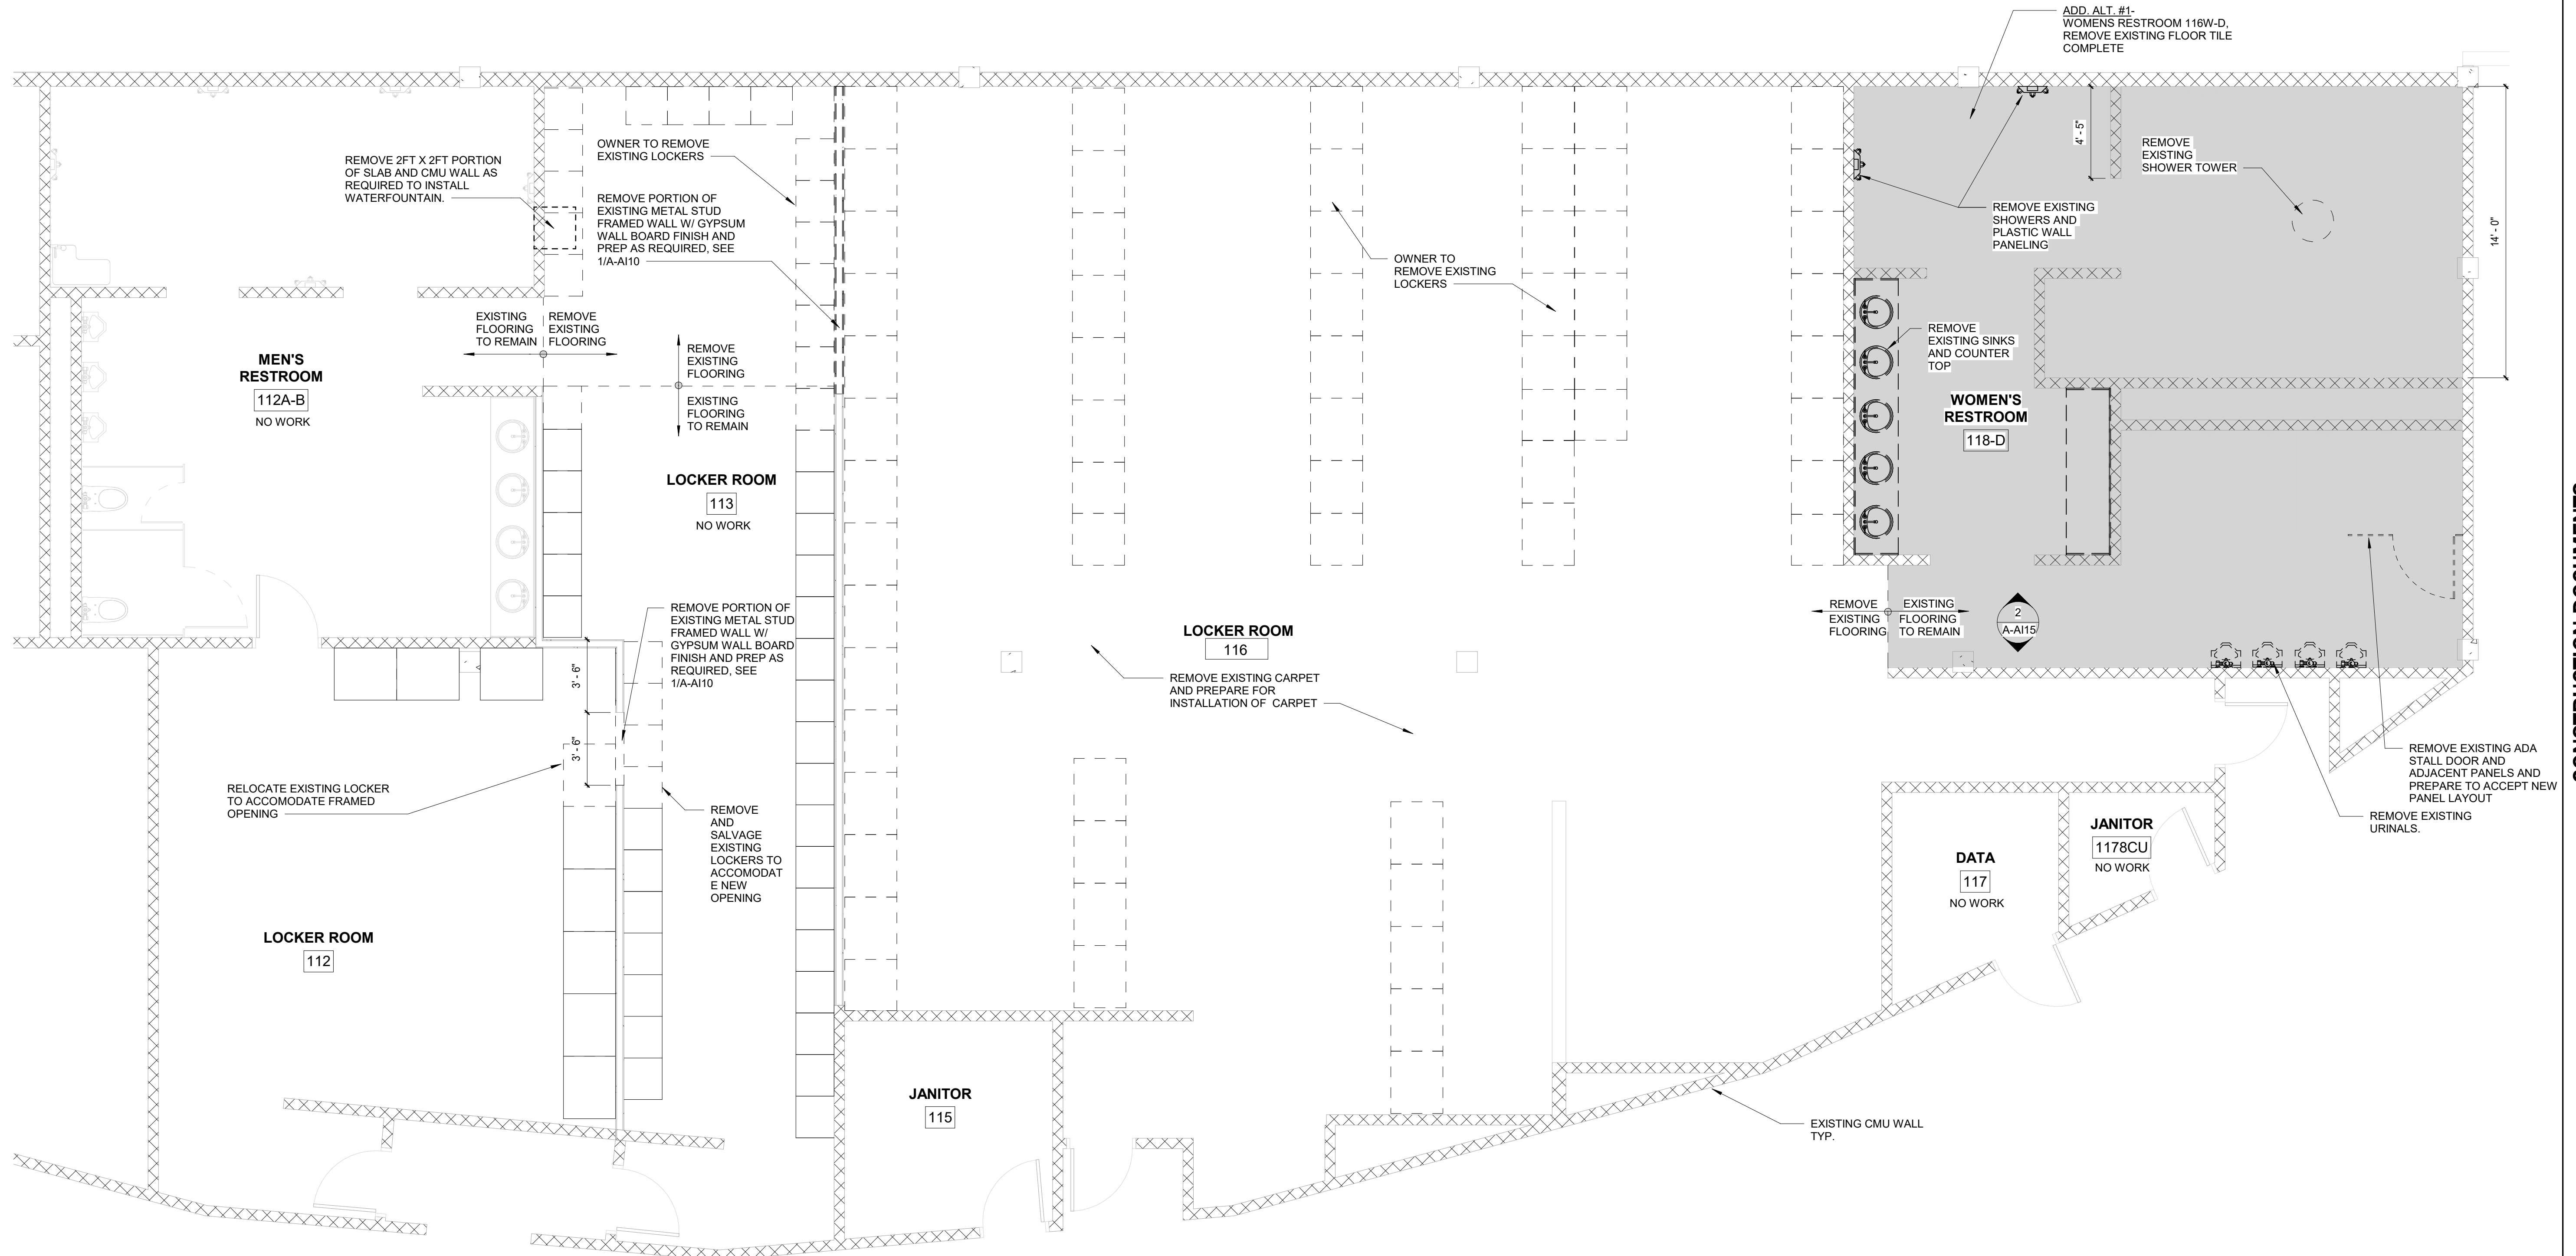 ADD. ALT. #1-
WOMENS RESTROOM 116W-D,
REMOVE EXISTING FLOOR TILE
COMPLETE
REMOVE 2FT X 2FT PORTION
OF SLAB AND CMU WALL AS
REQUIRED TO INSTALL
WATERFOUNTAIN.
OWNER TO REMOVE
EXISTING LOCKERS
REMOVE PORTION OF
EXISTING METAL STUD
FRAMED WALL W/ GYPSUM
WALL BOARD FINISH AND
PREP AS REQUIRED, SEE
1/A-AI10
OWNER TO
REMOVE EXISTING
LOCKERS
4' - 5"
REMOVE
EXISTING
SHOWER TOWER
REMOVE EXISTING
SHOWERS AND
PLASTIC WALL
PANELING
14' - 0"
EXISTING
FLOORING
TO REMAIN
REMOVE
EXISTING
FLOORING
REMOVE
EXISTING
FLOORING
EXISTING
FLOORING
TO REMAIN
MEN'S
RESTROOM
112A-B
NO WORK
REMOVE
EXISTING SINKS
AND COUNTER
TOP
WOMEN'S
RESTROOM
118-D
LOCKER ROOM
113
NO WORK
REMOVE
EXISTING
FLOORING
EXISTING
FLOORING
TO REMAIN
2
A-AI15
REMOVE PORTION OF
EXISTING METAL STUD
FRAMED WALL W/
GYPSUM WALL BOARD
FINISH AND PREP AS
REQUIRED, SEE
1/A-AI10
LOCKER ROOM
116
REMOVE EXISTING CARPET
AND PREPARE FOR
INSTALLATION OF CARPET
3' - 6"
3' - 6"
RELOCATE EXISTING LOCKER
TO ACCOMODATE FRAMED
OPENING
REMOVE
AND
SALVAGE
EXISTING
LOCKERS TO
ACCOMODAT
E NEW
OPENING
REMOVE EXISTING ADA
STALL DOOR AND
ADJACENT PANELS AND
PREPARE TO ACCEPT NEW
PANEL LAYOUT
REMOVE EXISTING
URINALS.
JANITOR
1178CU
NO WORK
DATA
117
NO WORK
LOCKER ROOM
112
JANITOR
115
EXISTING CMU WALL
TYP.
CONSTRUCTION DOCUMENTS